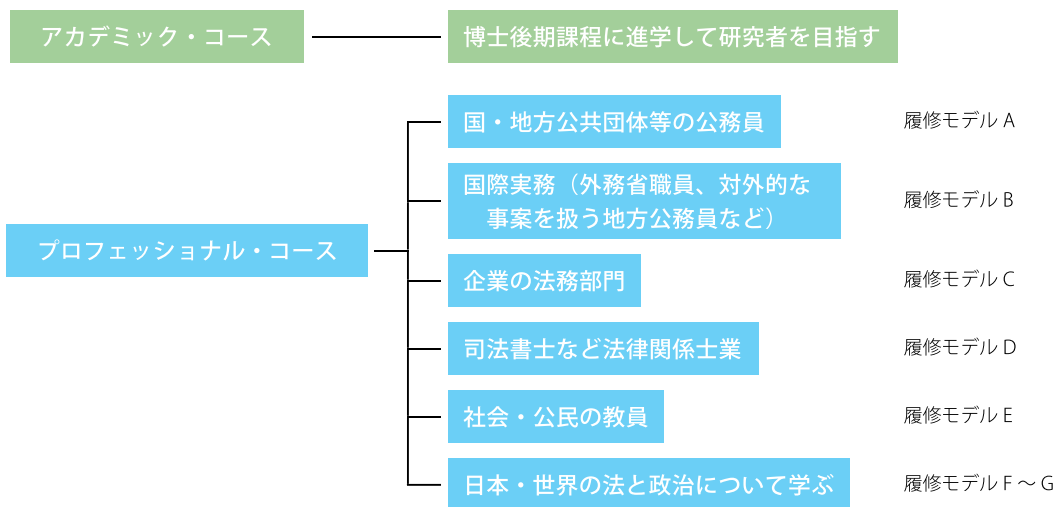 アカデミック・コース
博士後期課程に進学して研究者を目指す
プロフェッショナル・コース
国・地方公共団体等の公務員
履修モデル A
国際実務（外務省職員、対外的な
事案を扱う地方公務員など）
履修モデル B
企業の法務部門
履修モデル C
司法書士など法律関係士業
履修モデル D
社会・公民の教員
履修モデル E
日本・世界の法と政治について学ぶ
履修モデル F～G